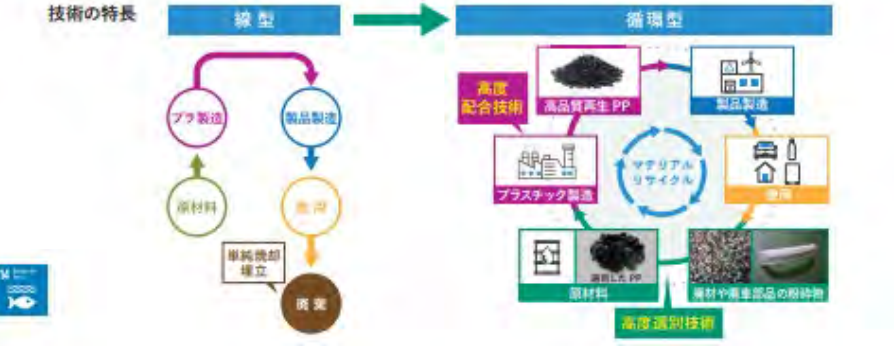 技術の特長
線型
循環型
プラ製造
製品製造
原材料
使用
単純焼却
埋立
廃棄
高度
配合技術
高品質再生PP
製品製造
プラスチック製造
マテリアル
リサイクル
使用
原材料
選別したPP
廃材や廃車部品の粉砕物
高度選別技術